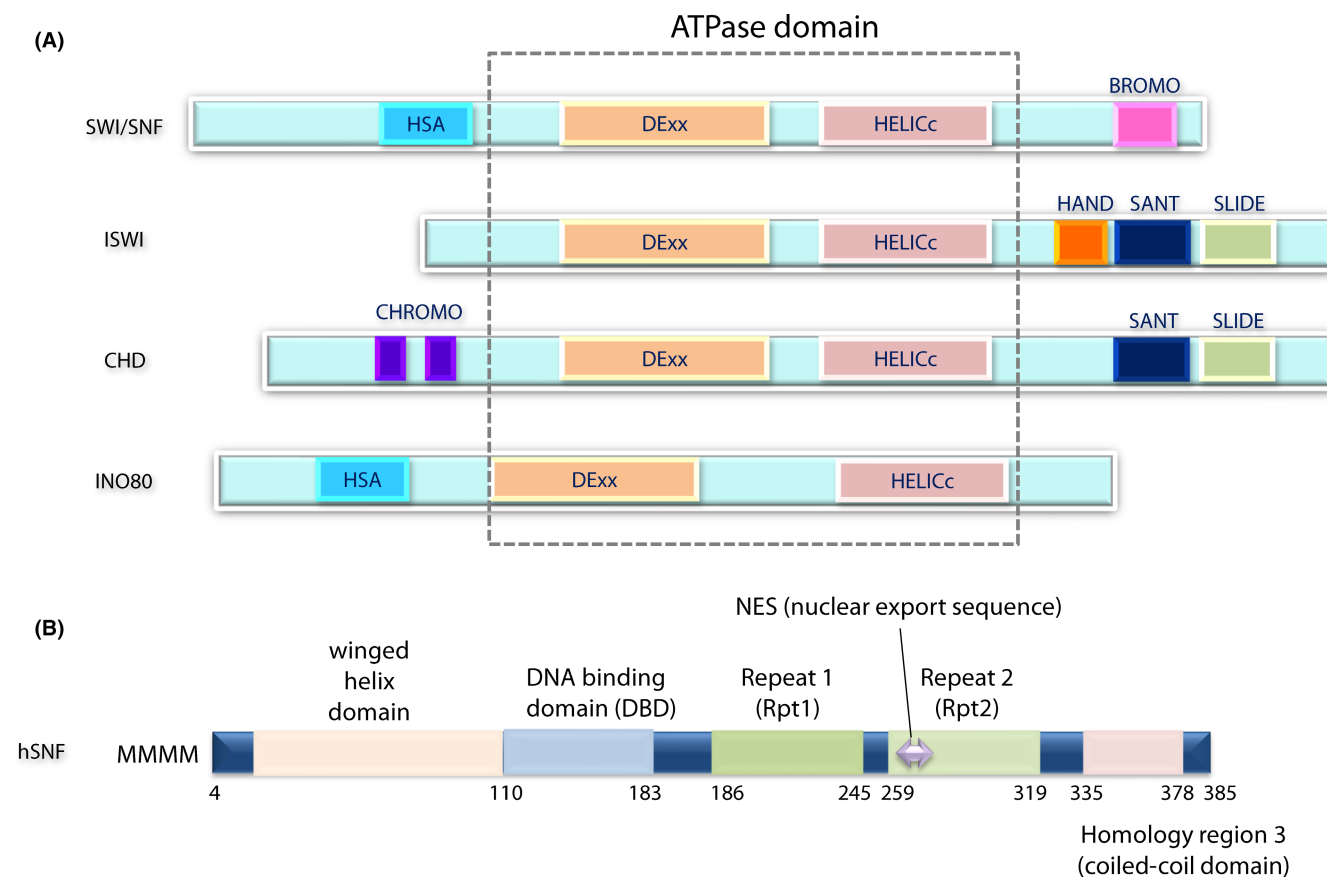 (A)
ATPase domain
BROMO
SWI/SNF
HSA
DExx
HELICc
HAND SANT SLIDE
ISWI
DExx
HELICc
CHROMO
SANT SLIDE
CHD
DExx
HELICc
INO80
HSA
DExx
HELICc
(B)
NES (nuclear export sequence)
winged
helix
domain
DNA binding
domain (DBD)
Repeat 1
(Rpt1)
Repeat 2
(Rpt2)
hSNF
MMMM
4 110 183 186 245 259 319 335 378 385
Homology region 3
(coiled-coil domain)